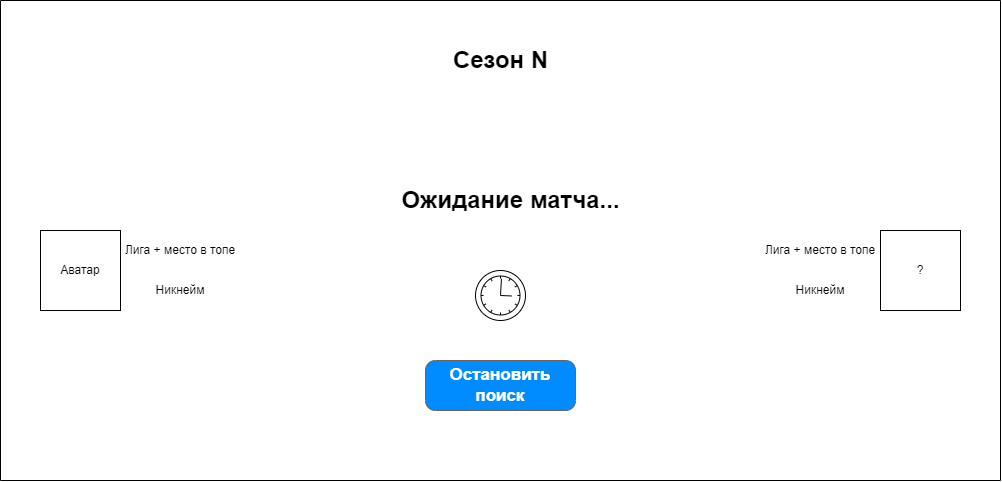 Сезон N
Ожидание матча...
Аватар
Лига + место в топе
Никнейм
Лига + место в топе
Никнейм
?
Остановить
поиск